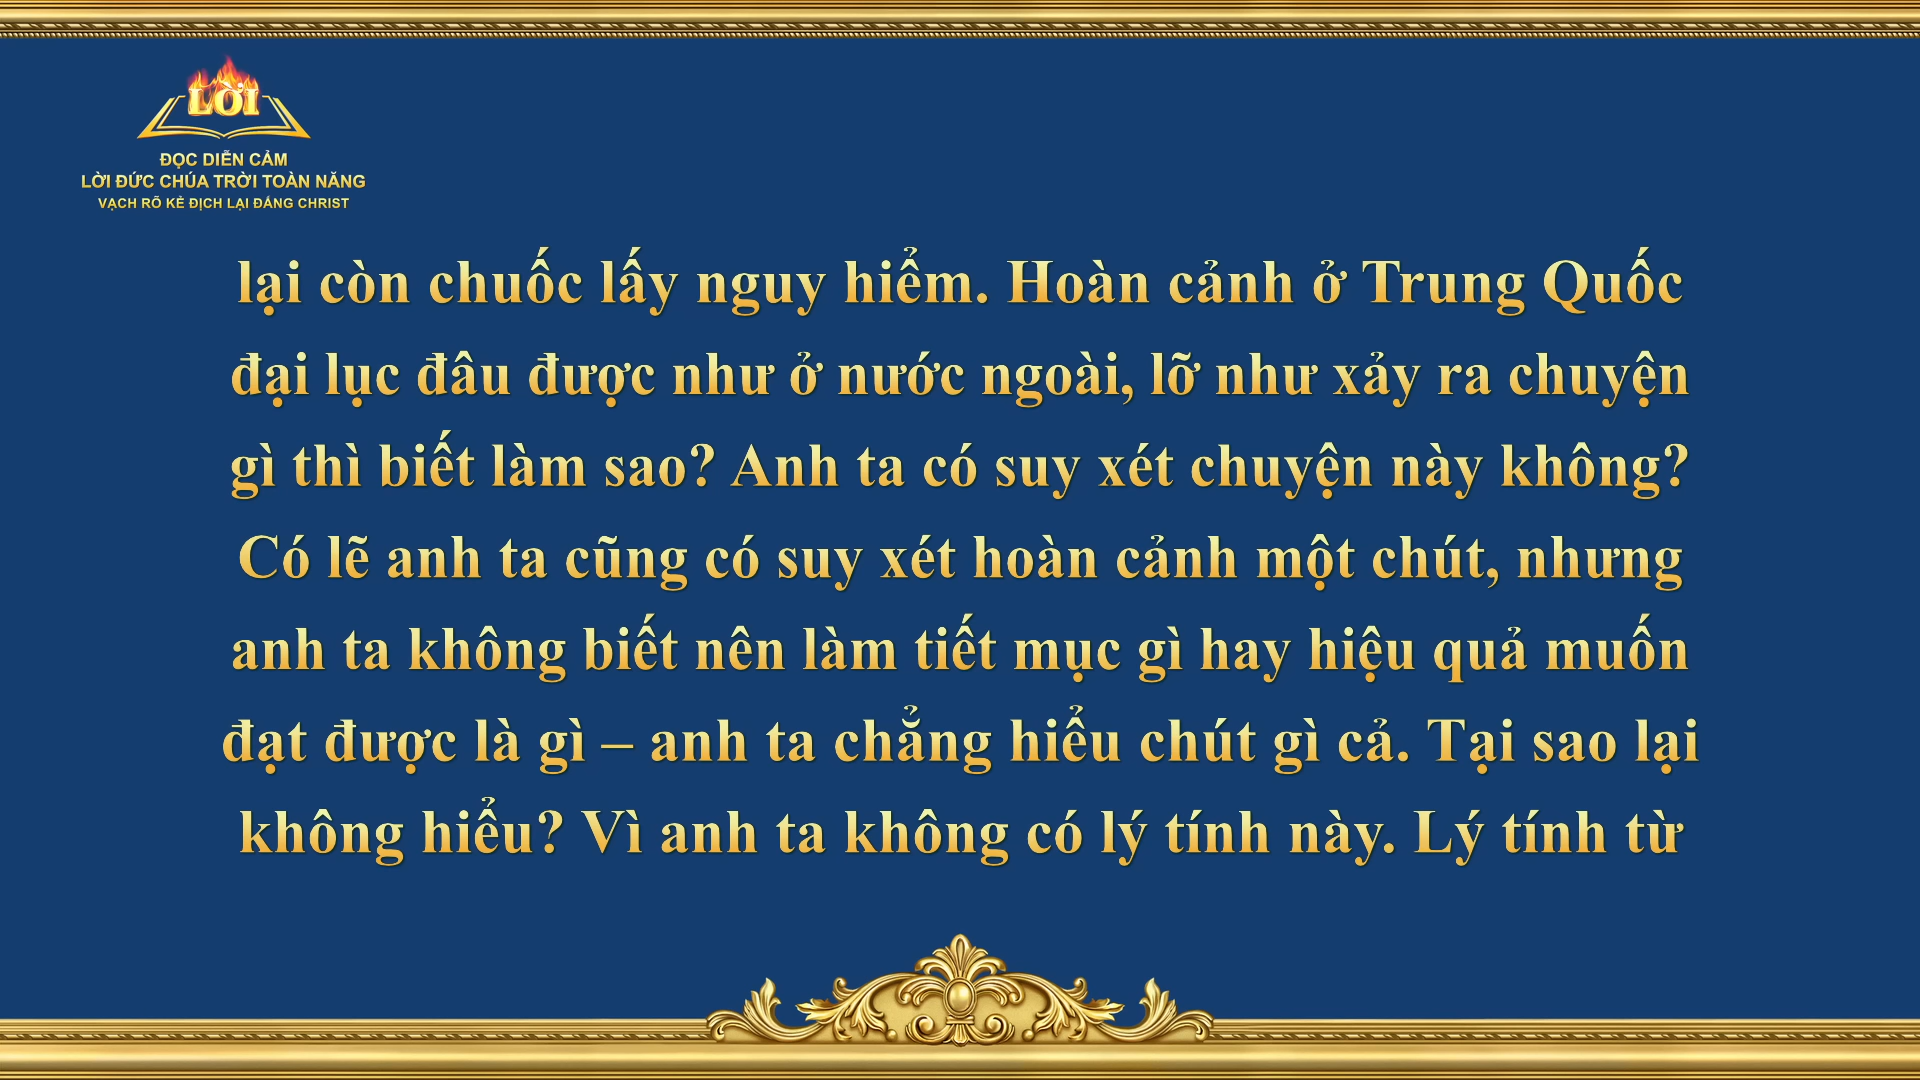 LỜI
ĐỌC DIỄN CẢM
LỜI ĐỨC CHÚA TRỜI TOÀN NĂNG
VẠCH RÕ KẺ ĐỊCH LẠI ĐẤNG CHRIST
lại còn chuốc lấy nguy hiểm. Hoàn cảnh ở Trung Quốc
đại lục đâu được như ở nước ngoài, lỡ như xảy ra chuyện
gì thì biết làm sao? Anh ta có suy xét chuyện này không?
Có lẽ anh ta cũng có suy xét hoàn cảnh một chút, nhưng
anh ta không biết nên làm tiết mục gì hay hiệu quả muốn
đạt được là gì – anh ta chẳng hiểu chút gì cả. Tại sao lại
không hiểu? Vì anh ta không có lý tính này. Lý tính từ